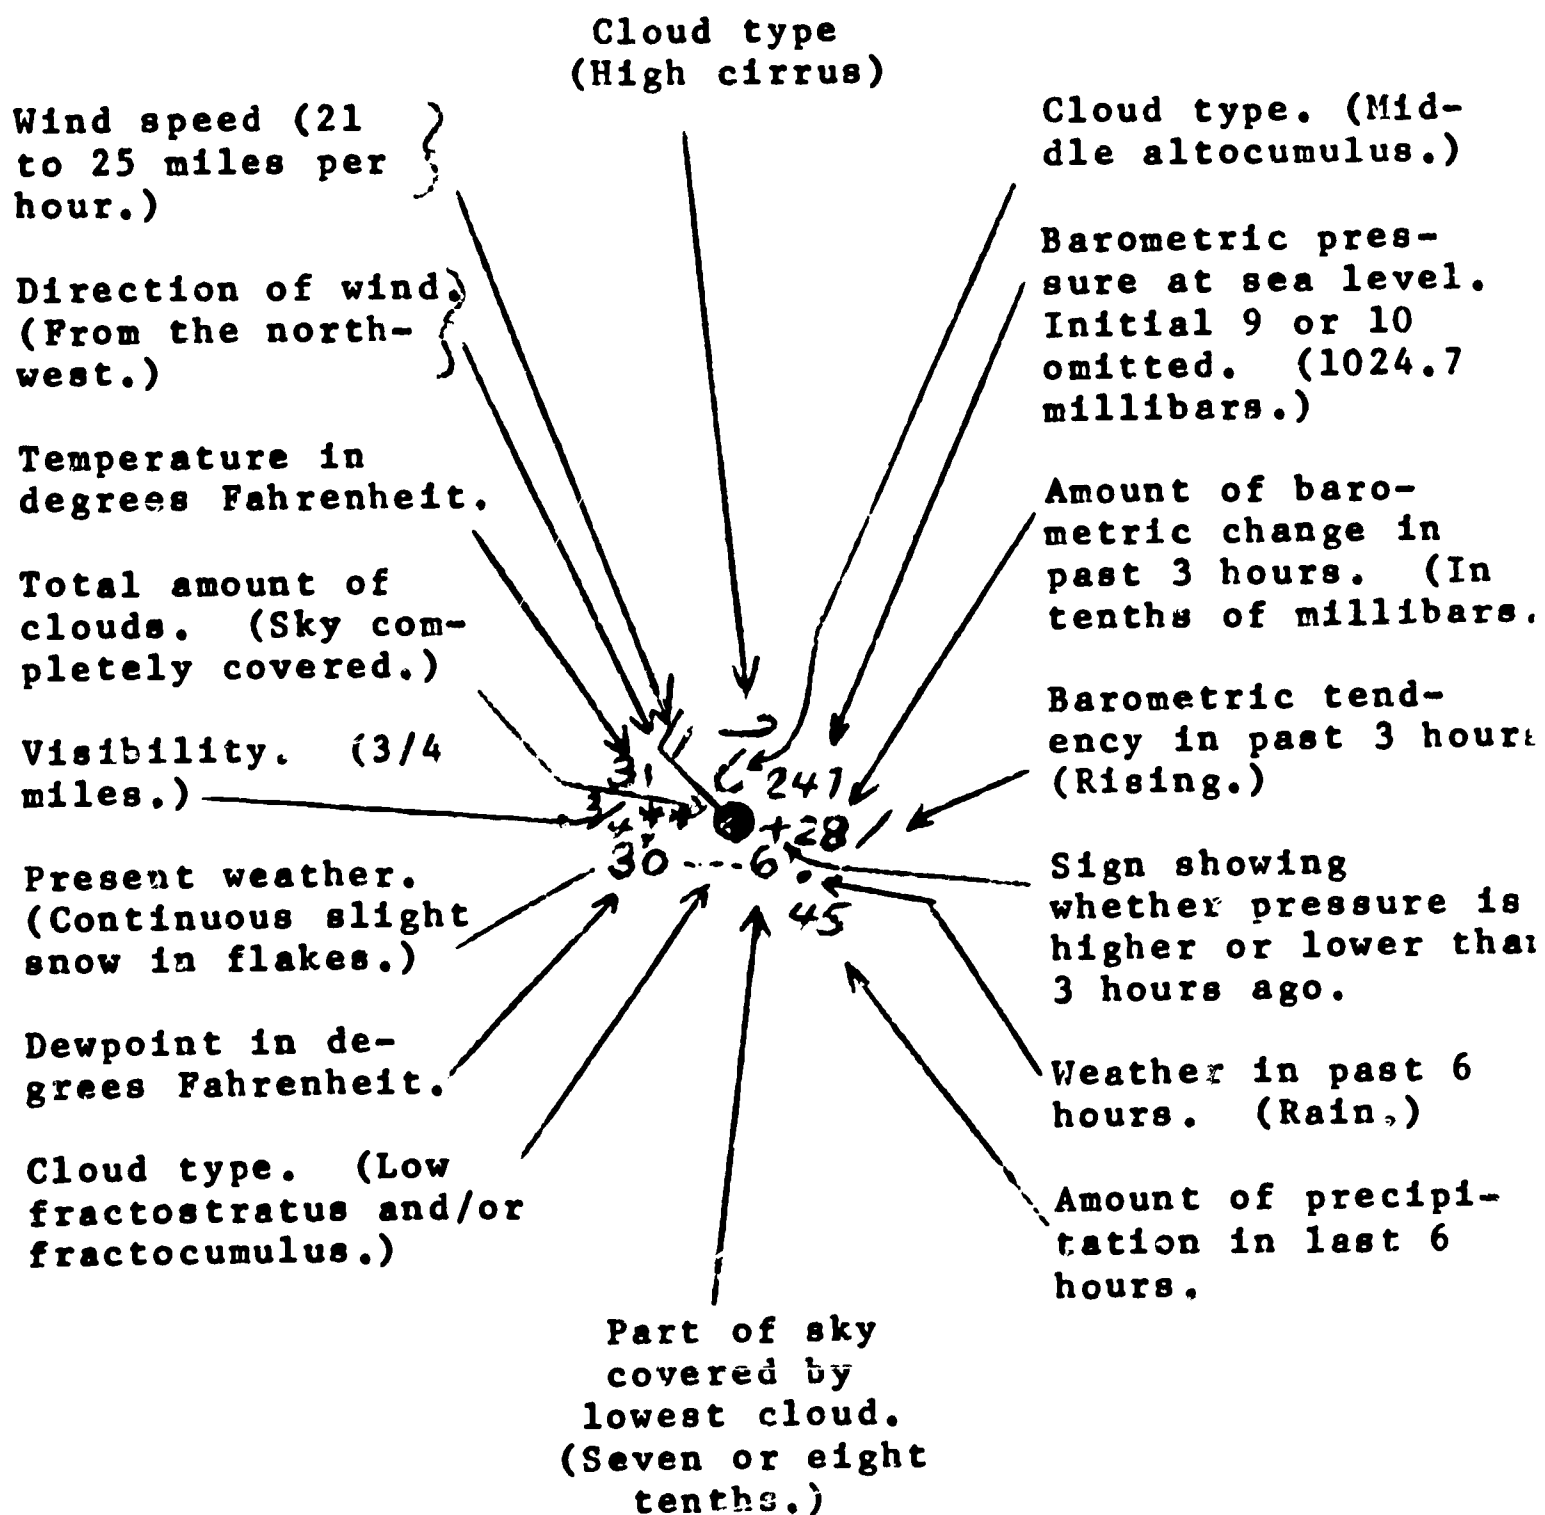 Cloud type
(High cirrus)
Wind speed (21
to 25 miles per
hour.)
Direction of wind.
(From the north-
west.)
Temperature in
degrees Fahrenheit.
Total amount of
clouds. (Sky com-
pletely covered.)
Visibility. (3/4
miles.)
Present weather.
(Continuous slight
snow in flakes.)
Dewpoint in de-
grees Fahrenheit.
Cloud type. (Low
fractostratus and/or
fractocumulus.)
31
247
3/4
+28
30
6
45
Cloud type. (Mid-
dle altocumulus.)
Barometric pres-
sure at sea level.
Initial 9 or 10
omitted. (1024.7
millibars.)
Amount of baro-
metric change in
past 3 hours. (In
tenths of millibars.
Barometric tend-
ency in past 3 hour
(Rising.)
Sign showing
whether pressure is
higher or lower
3 hours ago.
Weather in past 6
hours. (Rain.)
Amount of precipi-
tation in last 6
hours.
Part of sky
covered by
lowest cloud.
(Seven or eight
tenths.)